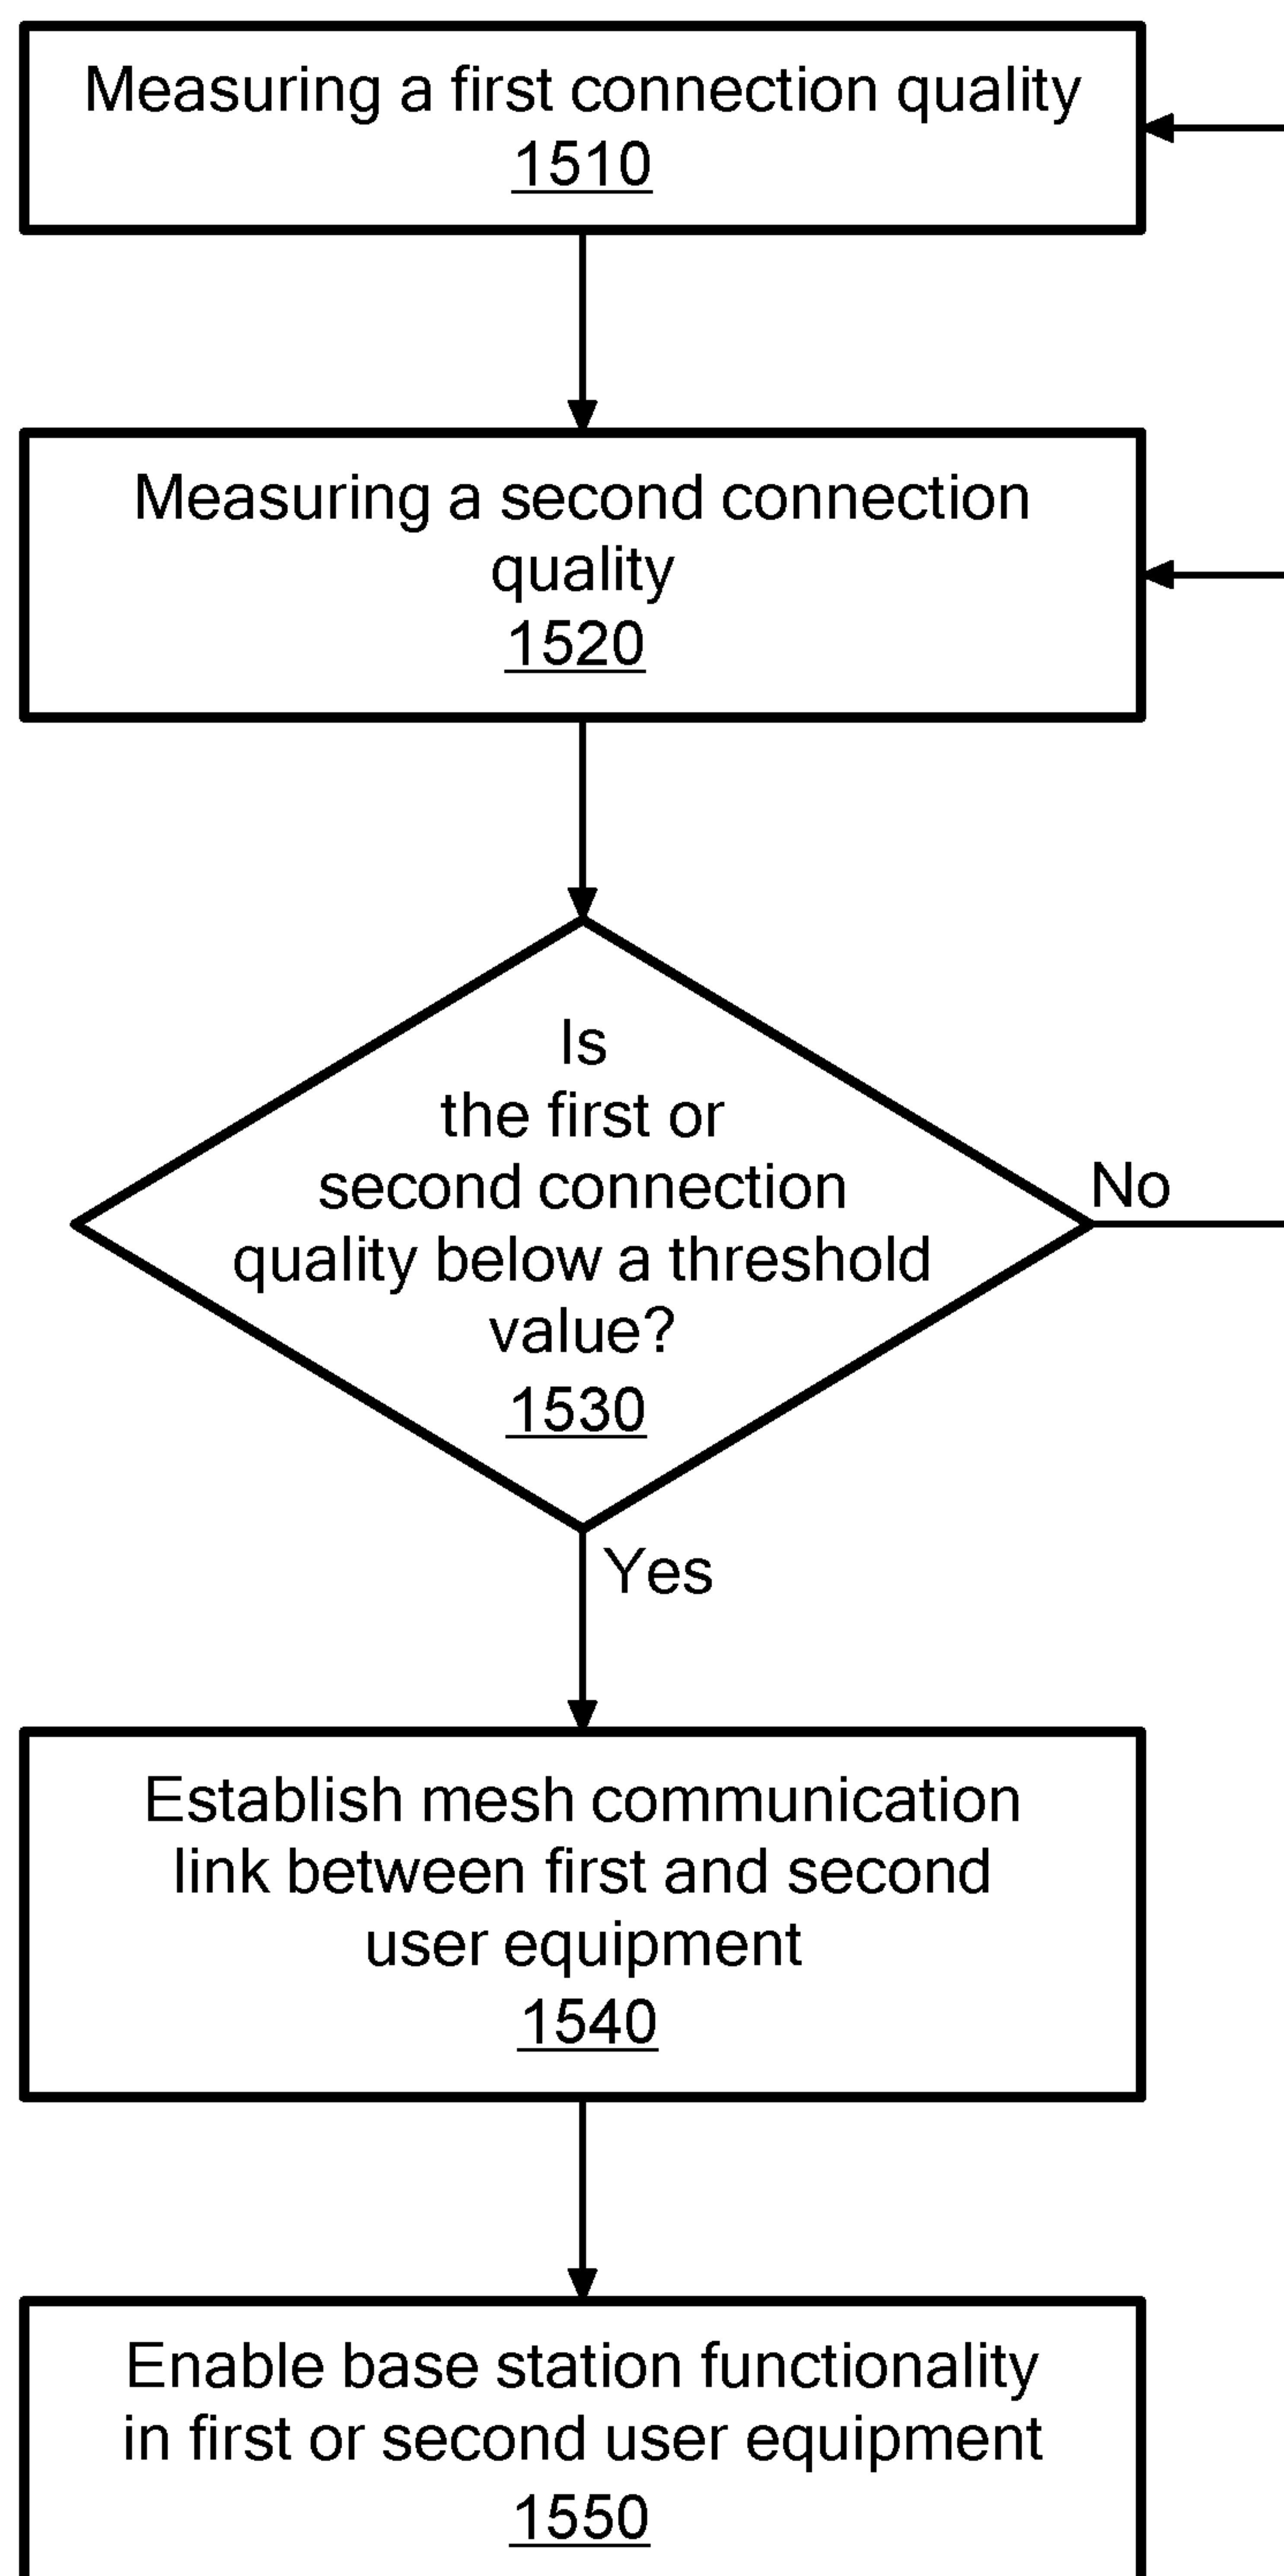 Measuring a first connection quality
1510
Measuring a second connection
quality
1520
Is
the first or
second connection
quality below a threshold
value?
1530
No
Yes
Establish mesh communication
link between first and second
user equipment
1540
Enable base station functionality
in first or second user equipment
1550